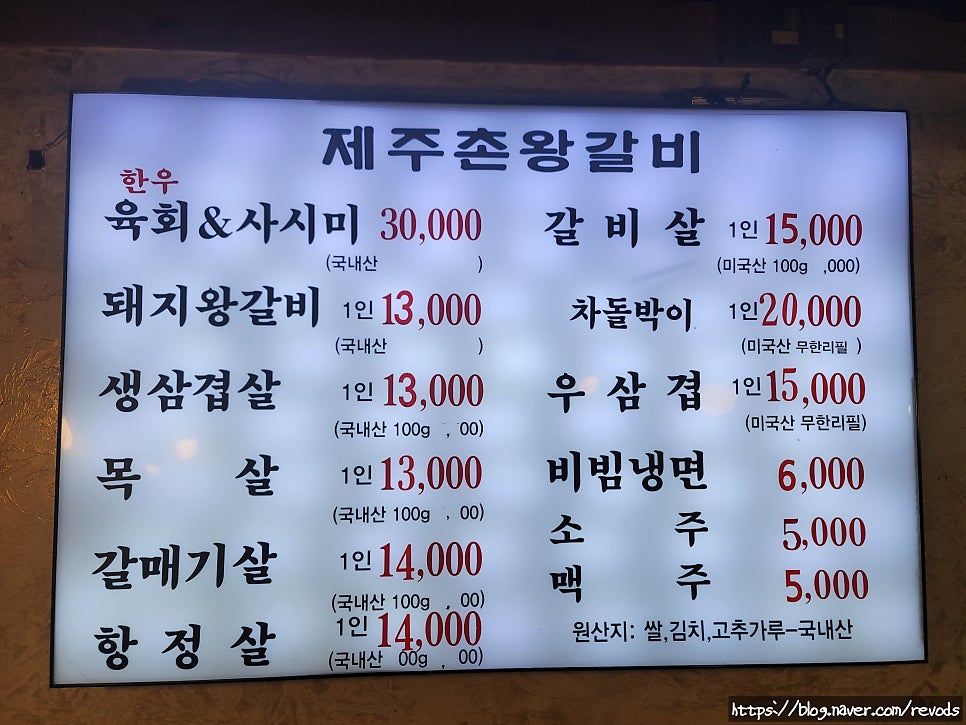 제주촌왕갈비
한우
육회&사시미 30,000
(국내산 )
돼지왕갈비 1인 13,000
(국내산 )
생삼겹살 1인 13,000
(국내산 100g , 00)
목 살 1인 13,000
(국내산 100g , 00)
갈매기살 1인 14,000
(국내산 100g , 00)
항정살 1인 14,000
(국내산 00g , 00)
갈비살 1인 15,000
(미국산 100g ,000)
차돌박이 1인 20,000
(미국산 무한리필 )
우삼겹 1인 15,000
(미국산 무한리필)
비빔냉면 6,000
소 주 5,000
맥 주 5,000
원산지: 쌀,김치,고추가루-국내산
https://blog.naver.com/revods